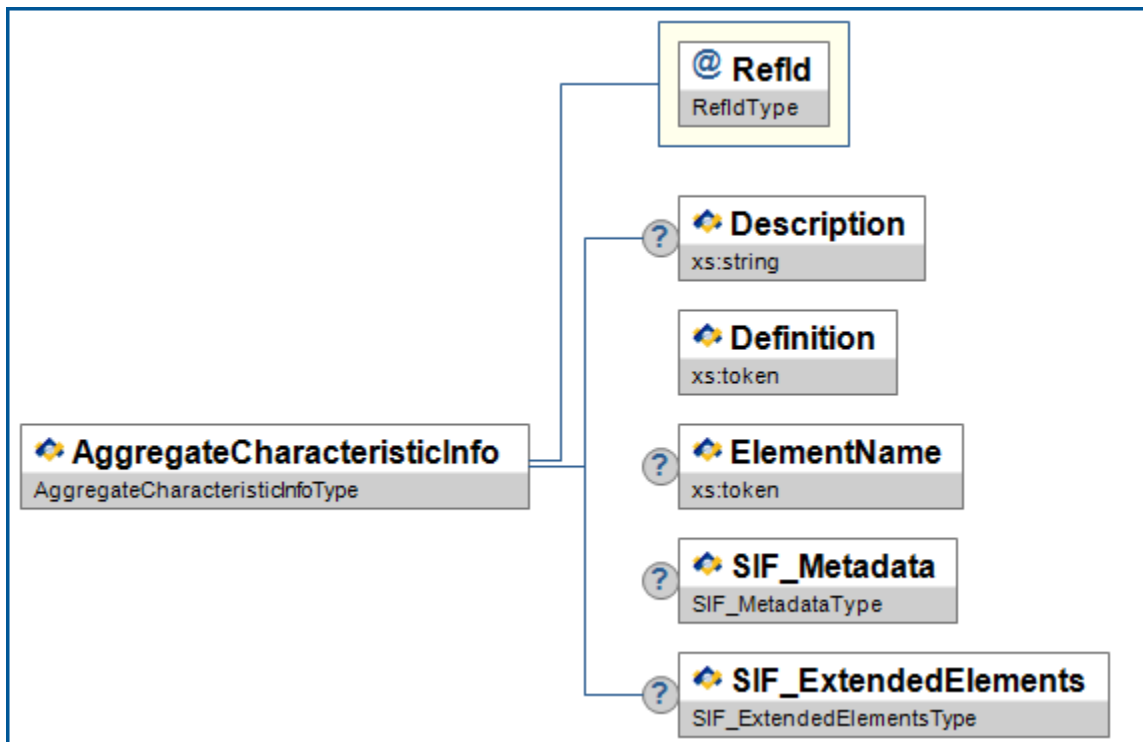 @ RefId
RefIdType
? Description
xs:string
Definition
xs:token
AggregateCharacteristicInfo
AggregateCharacteristicInfoType
? ElementName
xs:token
? SIF_Metadata
SIF_MetadataType
? SIF_ExtendedElements
SIF_ExtendedElementsType